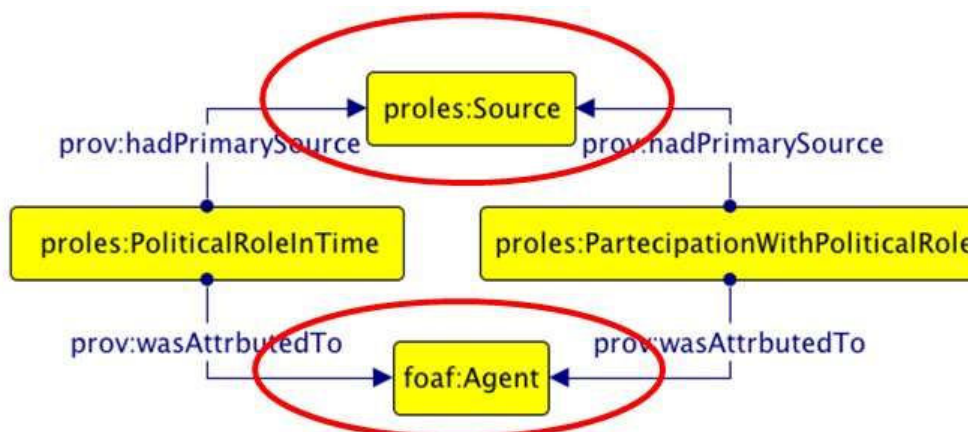 proles:Source
prov:hadPrimarySource
prov:hadPrimarySource
proles:PoliticalRoleInTime
proles:PartecipationWithPoliticalRole
prov:wasAttrbutedTo
prov:wasAttrbutedTo
foaf:Agent